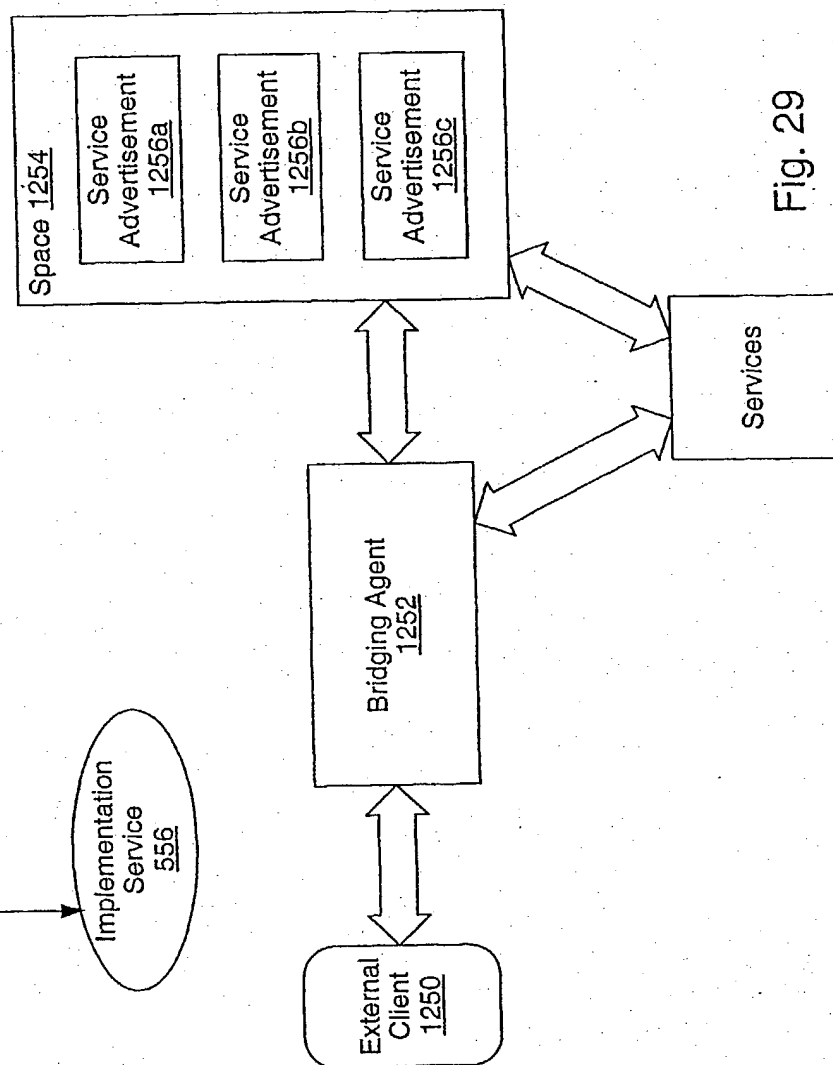 Implementation
Service
556
External
Client
1250
Bridging Agent
1252
Space 1254
Service
Advertisement
1256a
Service
Advertisement
1256b
Service
Advertisement
1256c
Services
Fig. 29